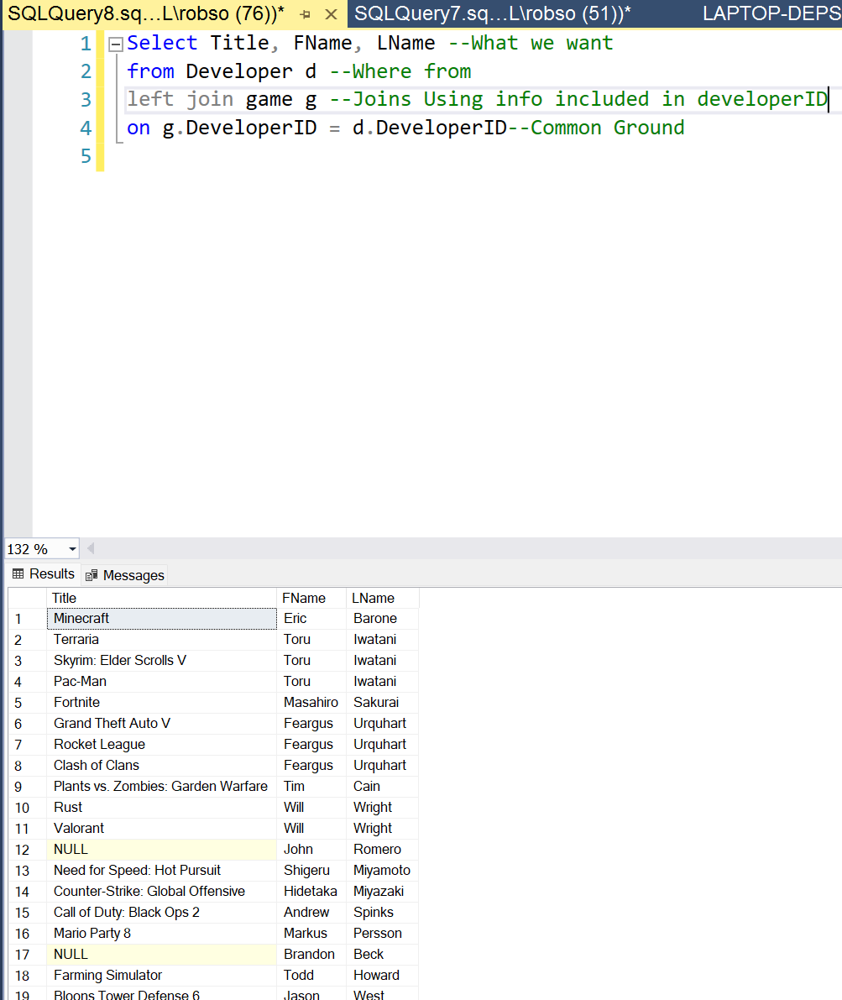 SQLQuery8.sq...L\robso (76))* SQLQuery7.sq...L\robso (51))* LAPTOP-DEPS
1 Select Title, FName, LName --What we want
2 from Developer d --Where from
3 left join game g --Joins Using info included in developerID
4 on g.DeveloperID = d.DeveloperID--Common Ground
5
132 %
Results Messages
Title FName LName
1 Minecraft Eric Barone
2 Terraria Toru Iwatani
3 Skyrim: Elder Scrolls V Toru Iwatani
4 Pac-Man Toru Iwatani
5 Fortnite Masahiro Sakurai
6 Grand Theft Auto V Feargus Urquhart
7 Rocket League Feargus Urquhart
8 Clash of Clans Feargus Urquhart
9 Plants vs. Zombies: Garden Warfare Tim Cain
10 Rust Will Wright
11 Valorant Will Wright
12 NULL John Romero
13 Need for Speed: Hot Pursuit Shigeru Miyamoto
14 Counter-Strike: Global Offensive Hidetaka Miyazaki
15 Call of Duty: Black Ops 2 Andrew Spinks
16 Mario Party 8 Markus Persson
17 NULL Brandon Beck
18 Farming Simulator Todd Howard
19 Bloons Tower Defense 6 Jason West